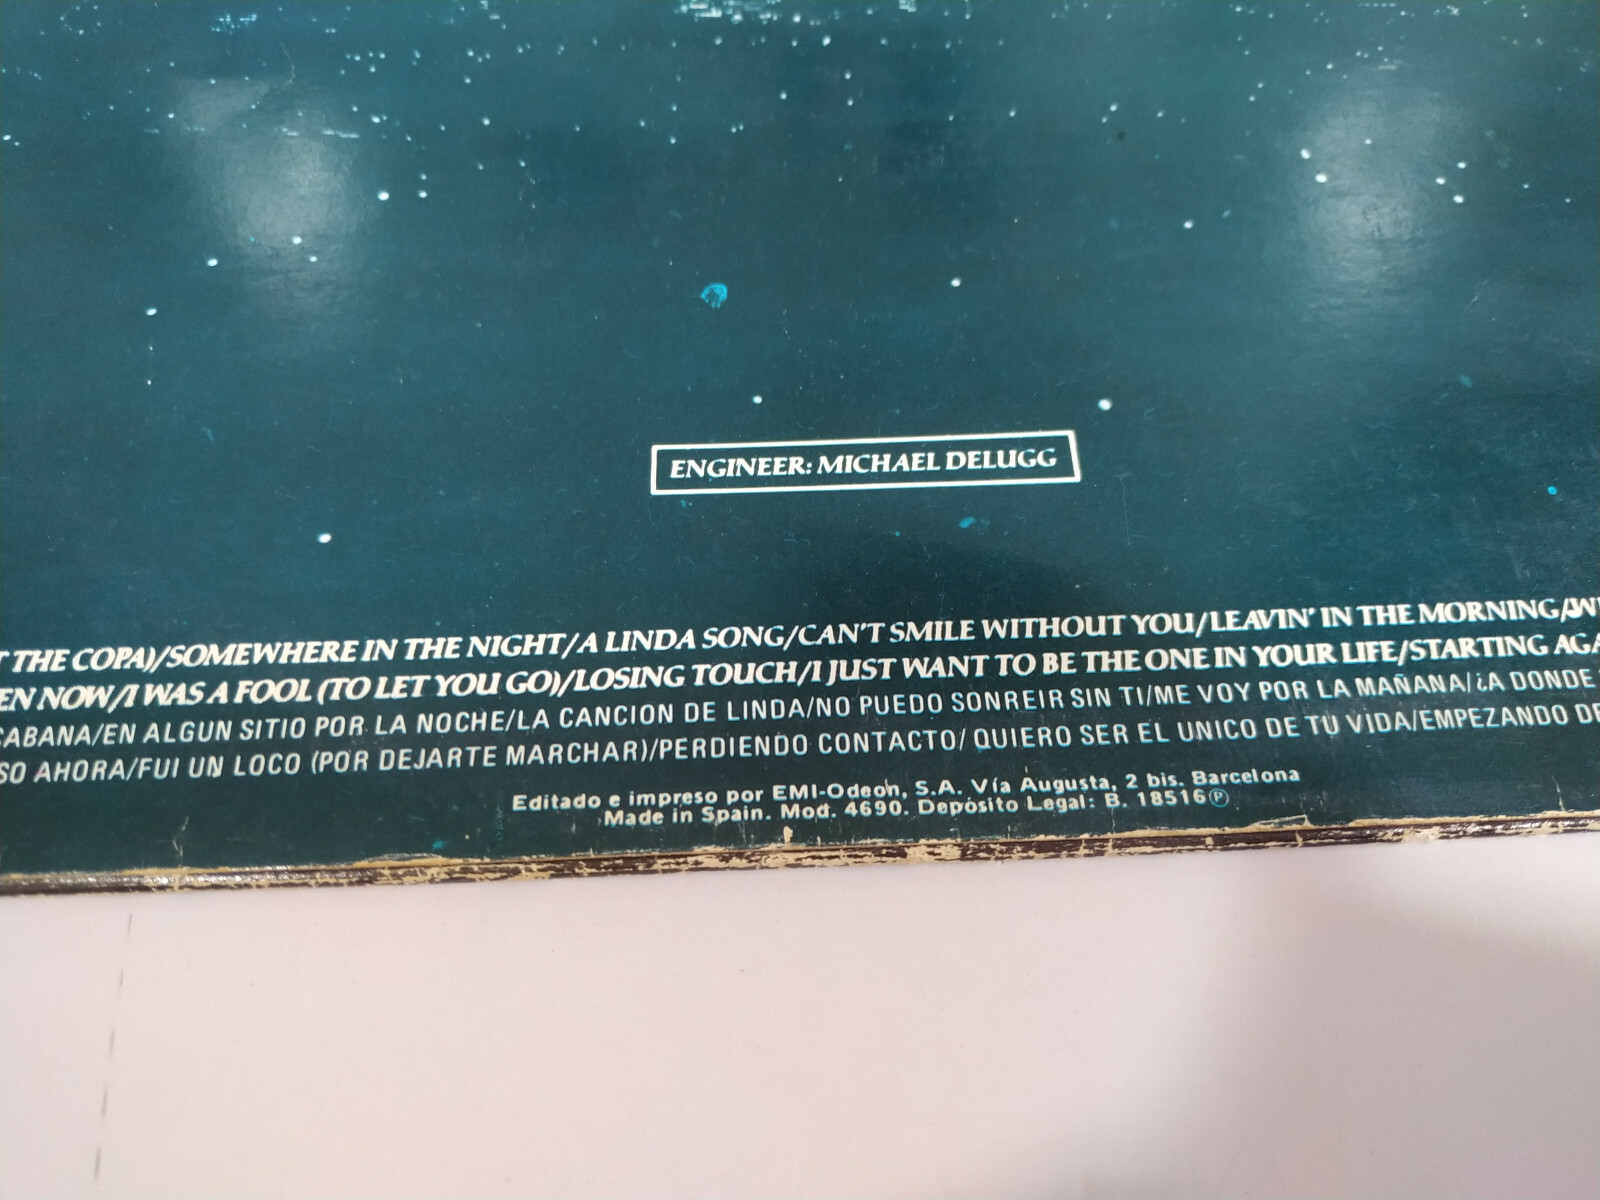 ENGINEER: MICHAEL DELUGG
THE COPA)/SOMEWHERE IN THE NIGHT/A LINDA SONG/CAN'T SMILE WITHOUT YOU/LEAVIN' IN THE MORNING/
EN NOW/I WAS A FOOL (TO LET YOU GO)/LOSING TOUCH/I JUST WANT TO BE THE ONE IN YOUR LIFE/STARTING AGA
CABANA/EN ALGUN SITIO POR LA NOCHE/LA CANCION DE LINDA/NO PUEDO SONREIR SIN TI/ME VOY POR LA MAÑANA/¿A DONDE
SO AHORA/FUI UN LOCO (POR DEJARTE MARCHAR)/PERDIENDO CONTACTO/ QUIERO SER EL UNICO DE TU VIDA/EMPEZANDO DE
Editado e impreso por EMI-Odeon, S.A. Vía Augusta, 2 bis. Barcelona
Made in Spain. Mod. 4690. Depósito Legal: B. 18516 Ⓟ